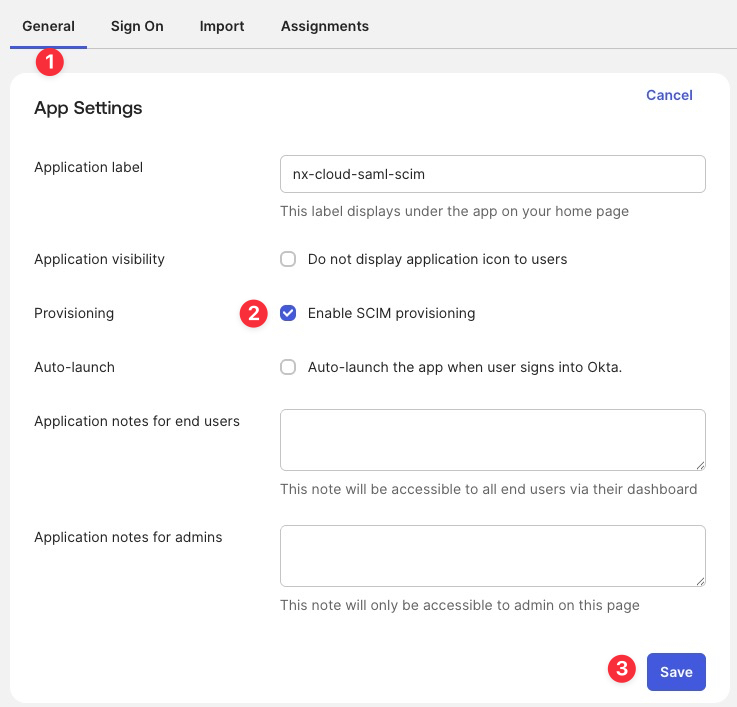 General Sign On Import Assignments
1
App Settings
Cancel
Application label
nx-cloud-saml-scim
This label displays under the app on your home page
Application visibility
Do not display application icon to users
Provisioning
2
Enable SCIM provisioning
Auto-launch
Auto-launch the app when user signs into Okta.
Application notes for end users
This note will be accessible to all end users via their dashboard
Application notes for admins
This note will only be accessible to admin on this page
3
Save